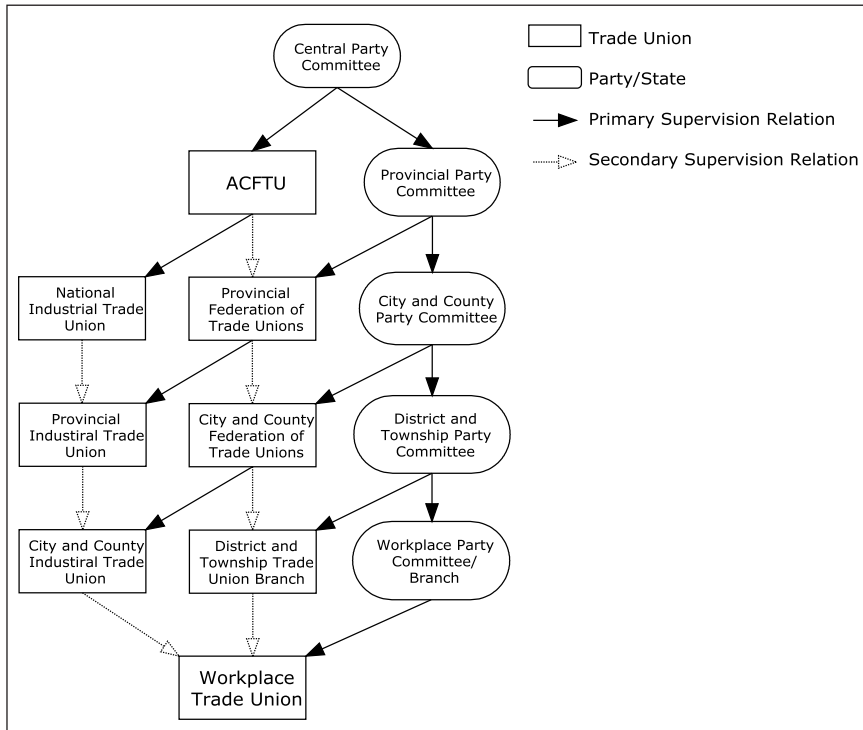 Central Party
Committee
Trade Union
Party/State
Primary Supervision Relation
Secondary Supervision Relation
ACFTU
Provincial Party
Committee
National
Industrial Trade
Union
Provincial
Federation of
Trade Unions
City and County
Party Committee
Provincial
Industiral Trade
Union
City and County
Federation of
Trade Unions
District and
Township Party
Committee
City and County
Industiral Trade
Union
District and
Township Trade
Union Branch
Workplace Party
Committee/
Branch
Workplace
Trade Union